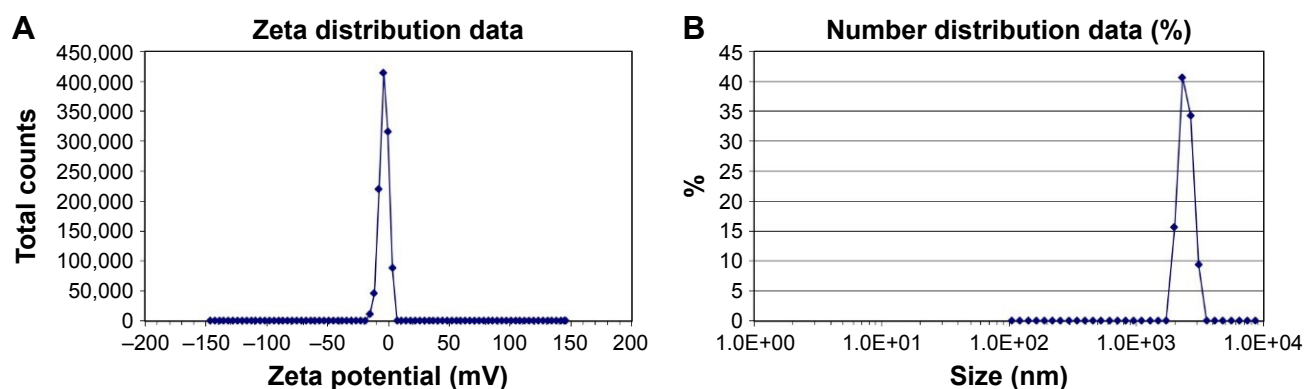 A
Zeta distribution data
450,000
400,000
350,000
300,000
250,000
200,000
150,000
100,000
50,000
0
Total counts
–200 –150 –100 –50 0 50 100 150 200
Zeta potential (mV)
B
Number distribution data (%)
45
40
35
30
25
20
15
10
5
0
%
1.0E+00 1.0E+01 1.0E+02 1.0E+03 1.0E+04
Size (nm)